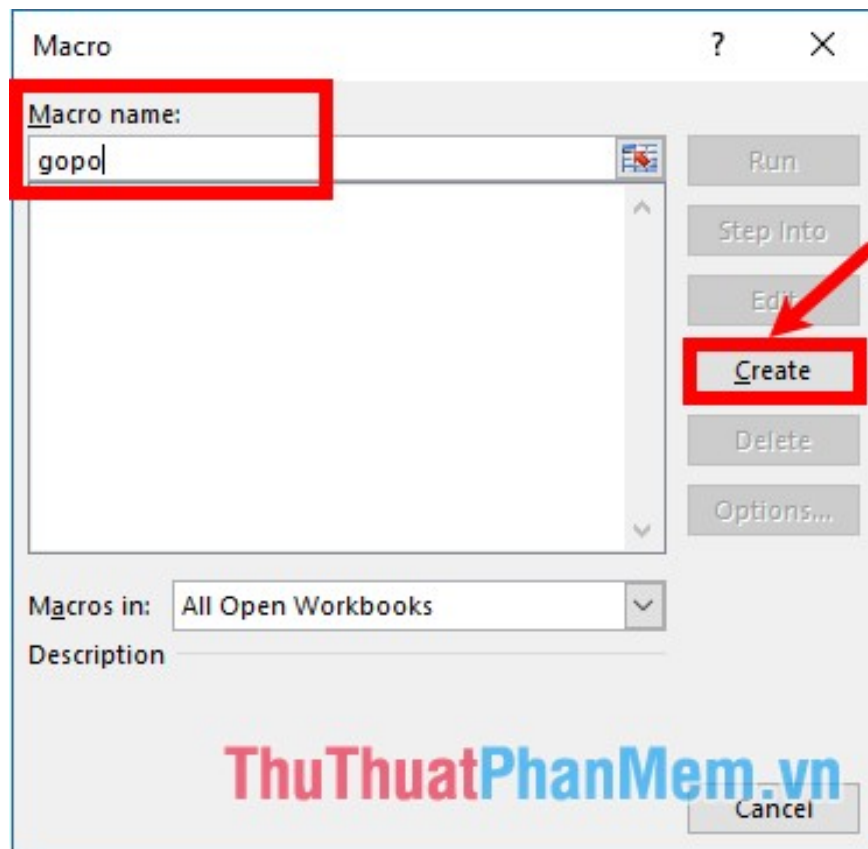 Macro ? X
Macro name:
gopo
Run
Step Into
Edit
Create
Delete
Options...
Macros in: All Open Workbooks
Description
ThuThuatPhanMem.vn
Cancel